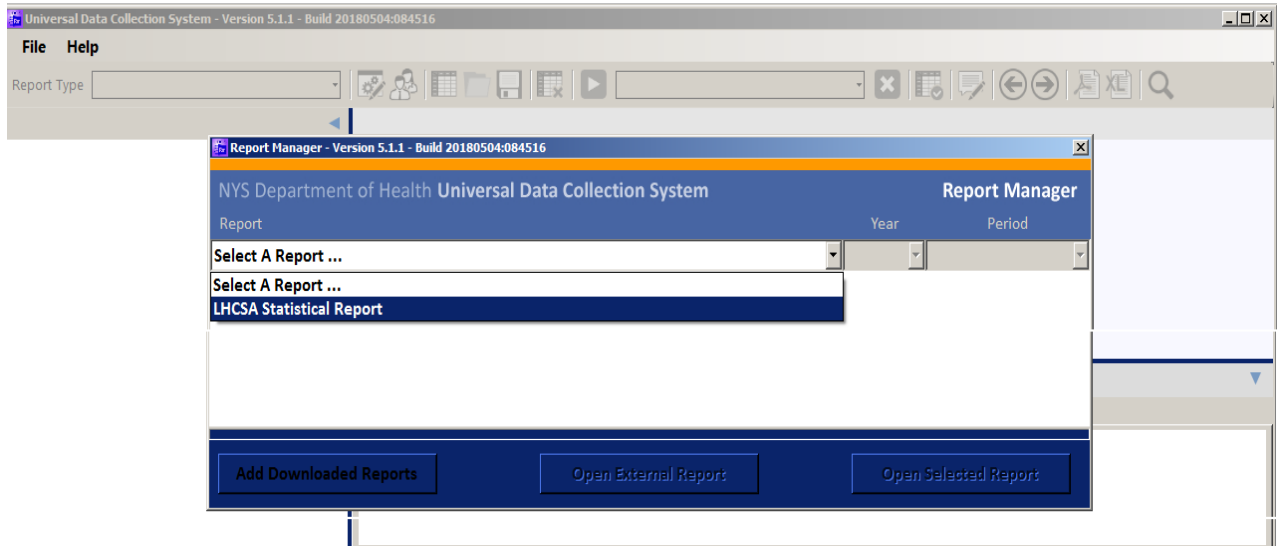 Universal Data Collection System - Version 5.1.1 - Build 20180504:084516
File Help
Report Type
Report Manager - Version 5.1.1 - Build 20180504:084516
NYS Department of Health Universal Data Collection System Report Manager
Report Year Period
Select A Report ...
Select A Report ...
LHCSA Statistical Report
Add Downloaded Reports Open External Report Open Selected Report